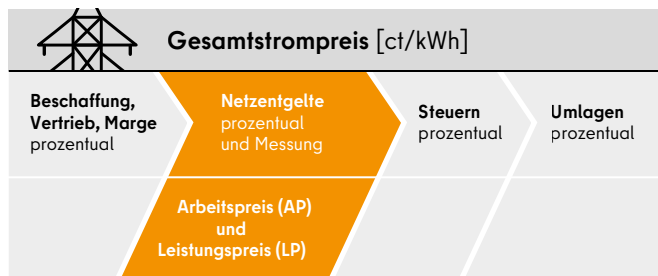 Gesamtstrompreis [ct/kWh]
Beschaffung,
Vertrieb, Marge
prozentual
Netzentgelte
prozentual
und Messung
Steuern
prozentual
Umlagen
prozentual
Arbeitspreis (AP)
und
Leistungspreis (LP)